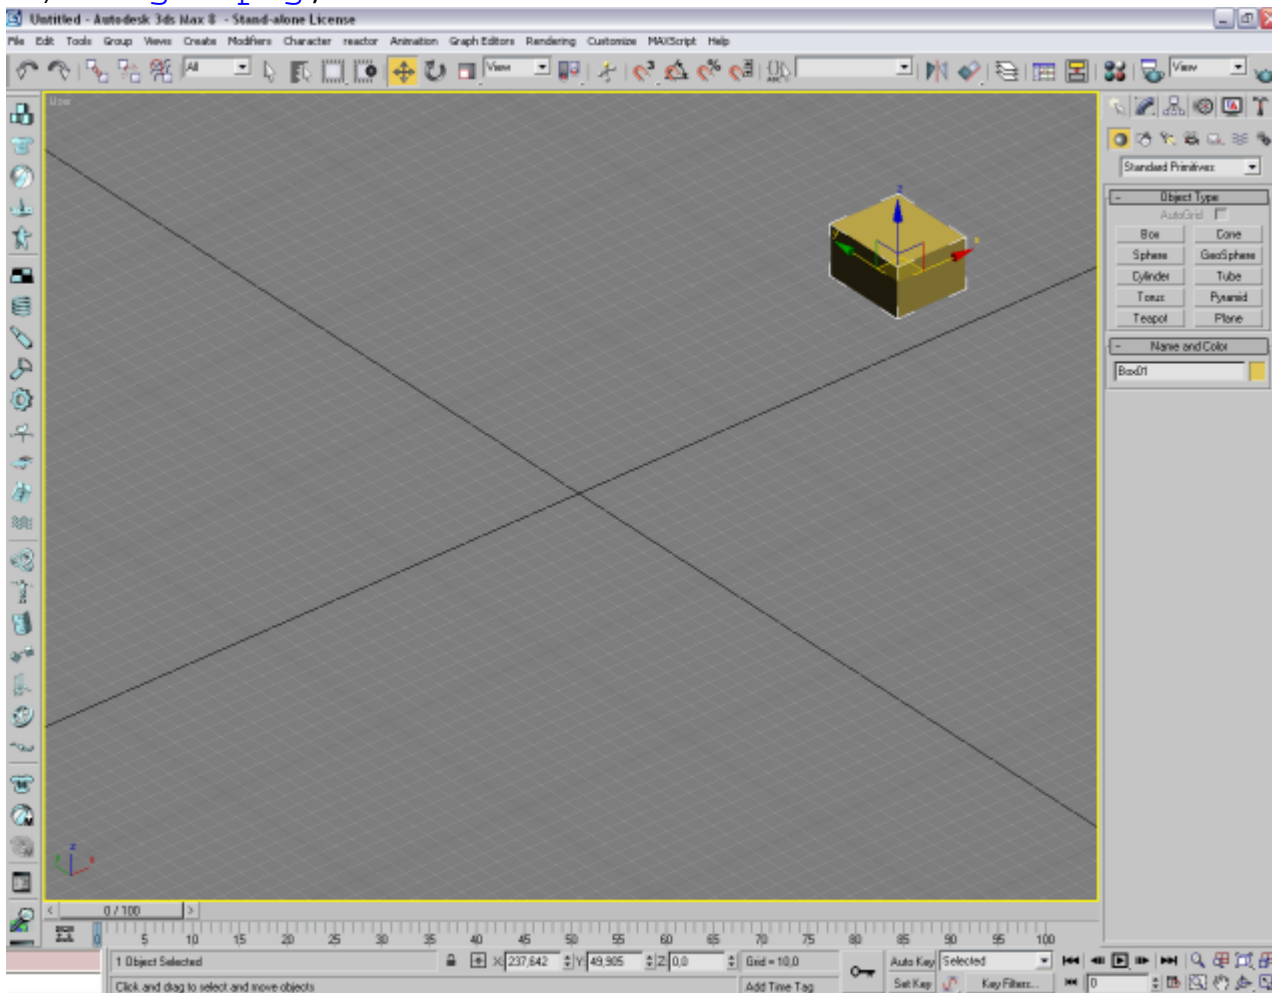 Untitled - Autodesk 3ds Max 8 - Stand-alone License
File Edit Tools Group Views Create Modifiers Character reactor Animation Graph Editors Rendering Customize MAXScript Help
All View View
User
Standard Primitives
- Object Type
AutoGrid
Box Cone
Sphere GeoSphere
Cylinder Tube
Torus Pyramid
Teapot Plane
- Name and Color
Box01
z
y x
z
x
0 / 100
0 5 10 15 20 25 30 35 40 45 50 55 60 65 70 75 80 85 90 95 100
1 Object Selected X: 237,642 Y: 49,905 Z: 0,0 Grid = 10,0 Auto Key Selected
Click and drag to select and move objects Add Time Tag Set Key Key Filters... 0